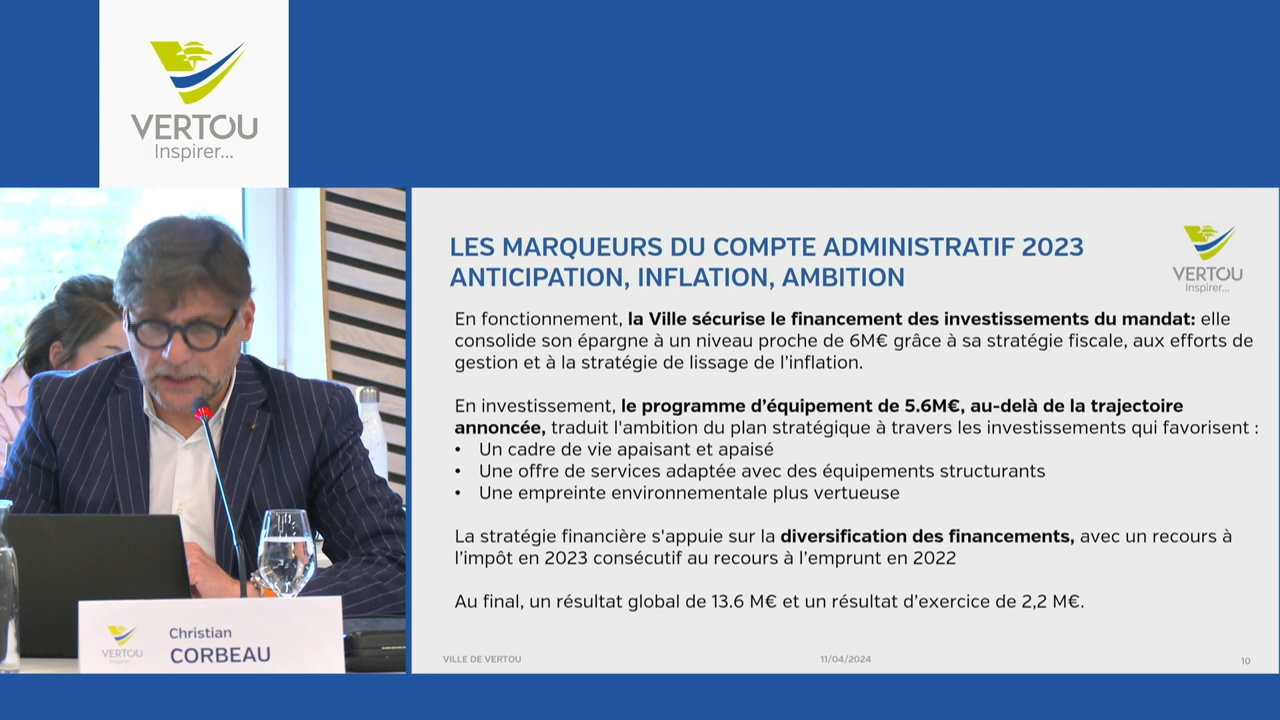 VERTOU
Inspirer...
LES MARQUEURS DU COMPTE ADMINISTRATIF 2023
ANTICIPATION, INFLATION, AMBITION
VERTOU
Inspirer...
En fonctionnement, la Ville sécurise le financement des investissements du mandat: elle
consolide son épargne à un niveau proche de 6M€ grâce à sa stratégie fiscale, aux efforts de
gestion et à la stratégie de lissage de l'inflation.
En investissement, le programme d'équipement de 5.6M€, au-delà de la trajectoire
annoncée, traduit l'ambition du plan stratégique à travers les investissements qui favorisent :
• Un cadre de vie apaisant et apaisé
• Une offre de services adaptée avec des équipements structurants
• Une empreinte environnementale plus vertueuse
La stratégie financière s'appuie sur la diversification des financements, avec un recours à
l'impôt en 2023 consécutif au recours à l'emprunt en 2022
Au final, un résultat global de 13.6 M€ et un résultat d'exercice de 2,2 M€.
VILLE DE VERTOU 11/04/2024 10
VERTOU
Inspirer...
Christian
CORBEAU